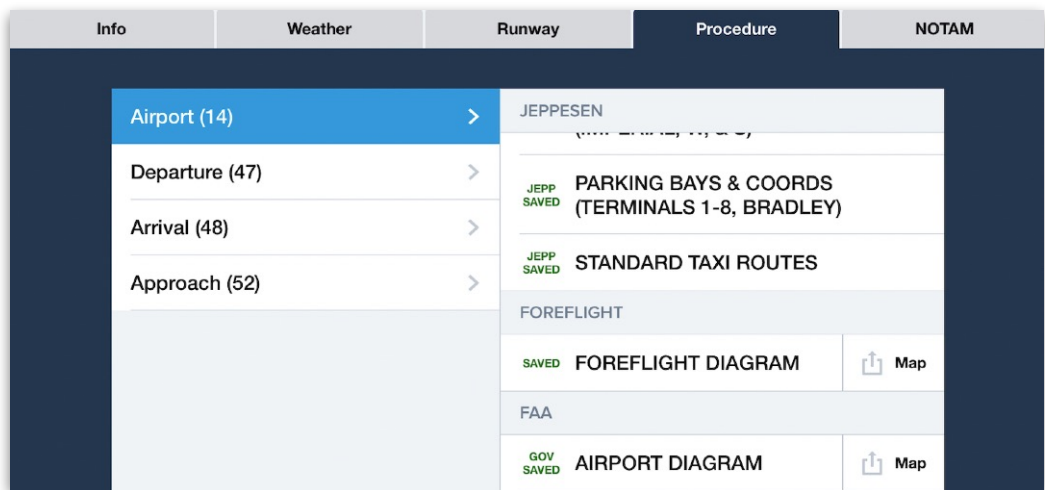 Info
Weather
Runway
Procedure
NOTAM
Airport (14)
Departure (47)
Arrival (48)
Approach (52)
JEPPESEN
JEPP
SAVED
PARKING BAYS & COORDS
(TERMINALS 1-8, BRADLEY)
JEPP
SAVED
STANDARD TAXI ROUTES
FOREFLIGHT
SAVED
FOREFLIGHT DIAGRAM
Map
FAA
GOV
SAVED
AIRPORT DIAGRAM
Map